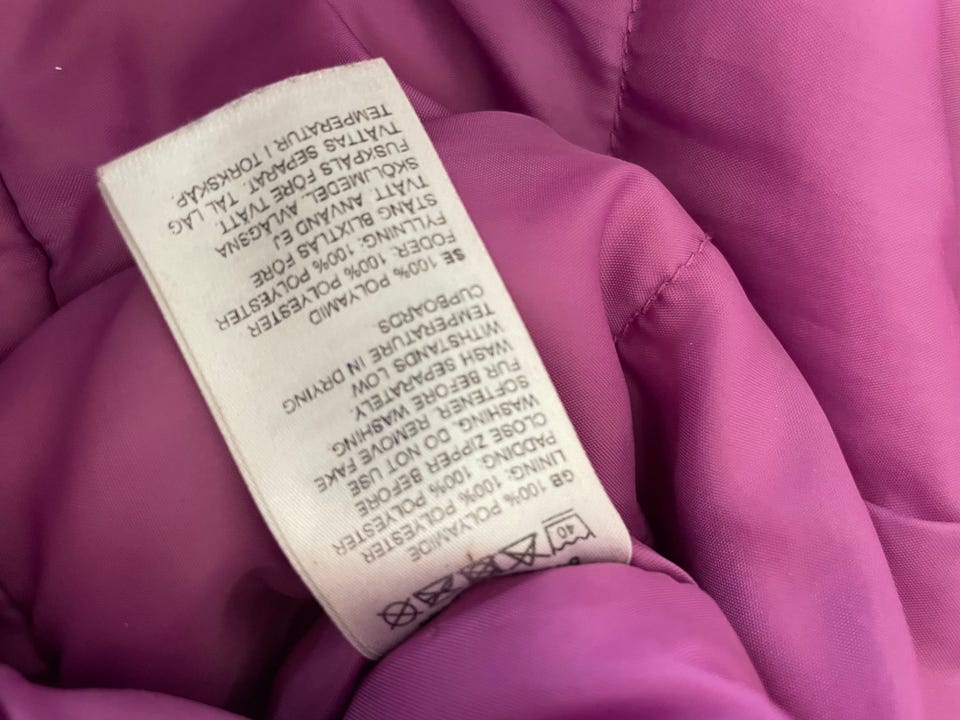 40
GB 100% POLYAMIDE
LINING: 100% POLYESTER
PADDING: 100% POLYESTER
CLOSE ZIPPER BEFORE
WASHING. DO NOT USE
SOFTENER. REMOVE FAKE
FUR BEFORE WASHING.
WASH SEPARATELY.
WITHSTANDS LOW
TEMPERATURE IN DRYING
CUPBOARDS
SE 100% POLYAMID
FODER: 100% POLYESTER
FYLLNING: 100% POLYESTER
STÄNG BLIXTLÅS FÖRE
TVÄTT. ANVÄND EJ
SKÖLJMEDEL. AVLÄGSNA
FUSKPÄLS FÖRE TVÄTT.
TVÄTTAS SEPARAT. TÅL LÅG
TEMPERATUR I TORKSKÅP.